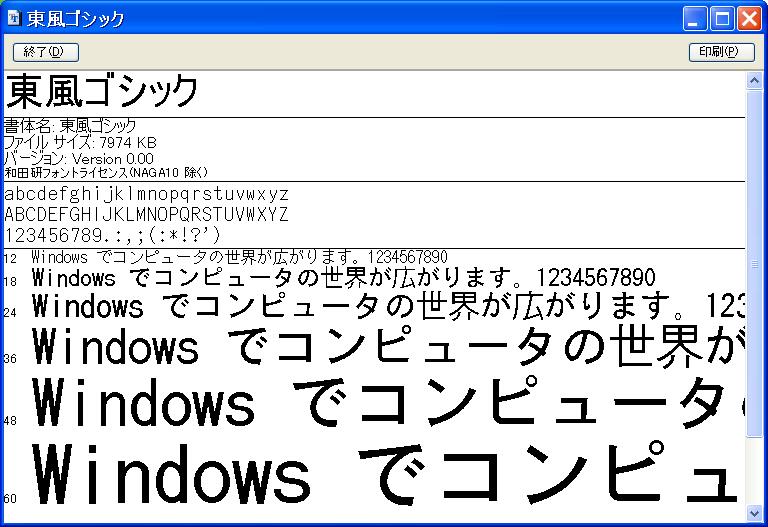 東風ゴシック
終了(D)
印刷(P)
東風ゴシック
書体名: 東風ゴシック
ファイル サイズ: 7974 KB
バージョン: Version 0.00
和田研フォントライセンス(NAGA10 除く)
abcdefghijklmnopqrstuvwxyz
ABCDEFGHIJKLMNOPQRSTUVWXYZ
123456789.:,;(:*!?')
12 Windows でコンピュータの世界が広がります。1234567890
18 Windows でコンピュータの世界が広がります。1234567890
24 Windows でコンピュータの世界が広がります。123
36 Windows でコンピュータの世界が
48 Windows でコンピュータ
60 Windows でコンピュ